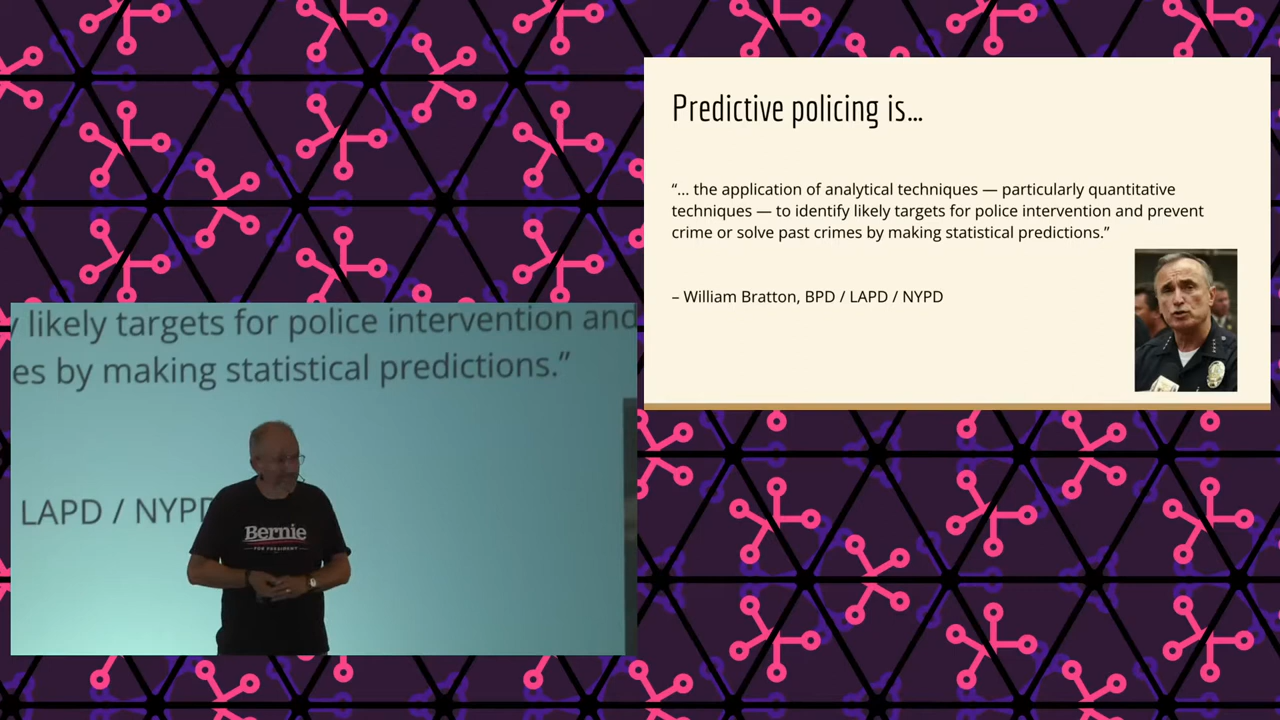 Predictive policing is…
“… the application of analytical techniques — particularly quantitative
techniques — to identify likely targets for police intervention and prevent
crime or solve past crimes by making statistical predictions.”
– William Bratton, BPD / LAPD / NYPD
likely targets for police intervention and
es by making statistical predictions.”
LAPD / NYPD
Bernie
FOR PRESIDENT